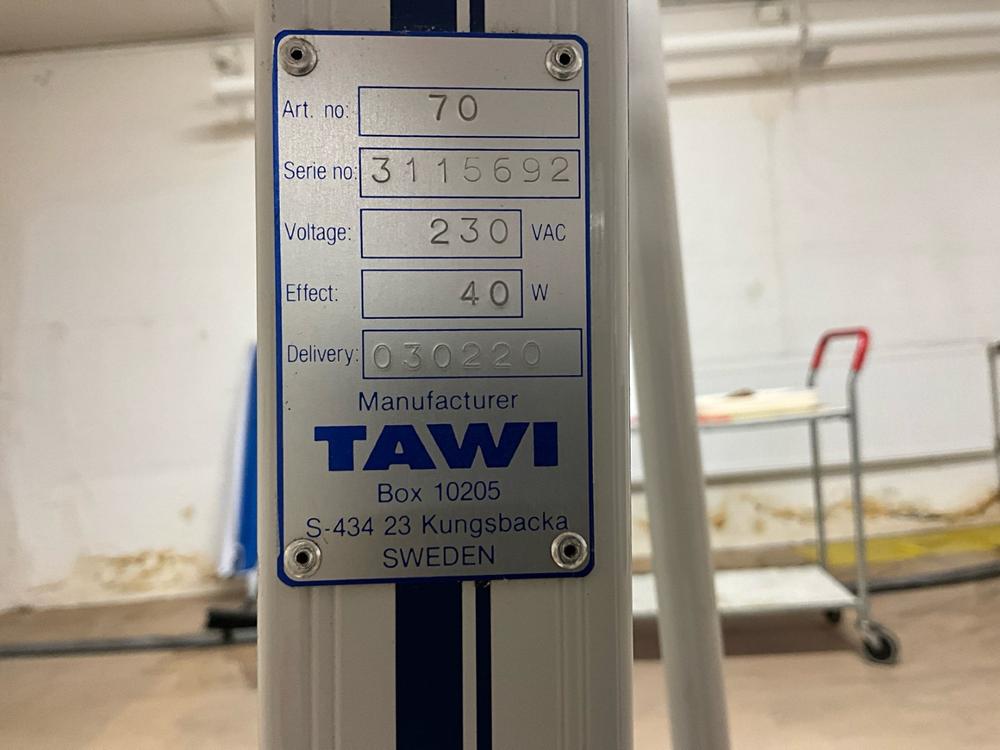 Art. no: 70
Serie no: 3115692
Voltage: 230 VAC
Effect: 40 W
Delivery: 030220
Manufacturer
TAWI
Box 10205
S-434 23 Kungsbacka
SWEDEN